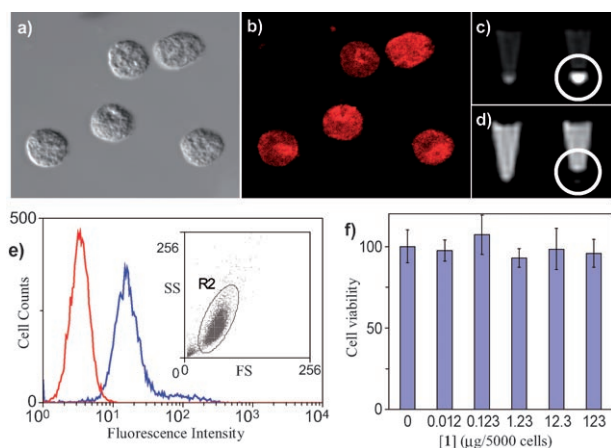 a)
b)
c)
d)
e)
500
Cell Counts
0
10⁰
10¹
10²
10³
10⁴
Fluorescence Intensity
256
SS
R2
0
FS
256
f)
100
50
0
Cell viability
0
0.012
0.123
1.23
12.3
123
[1] (μg/5000 cells)